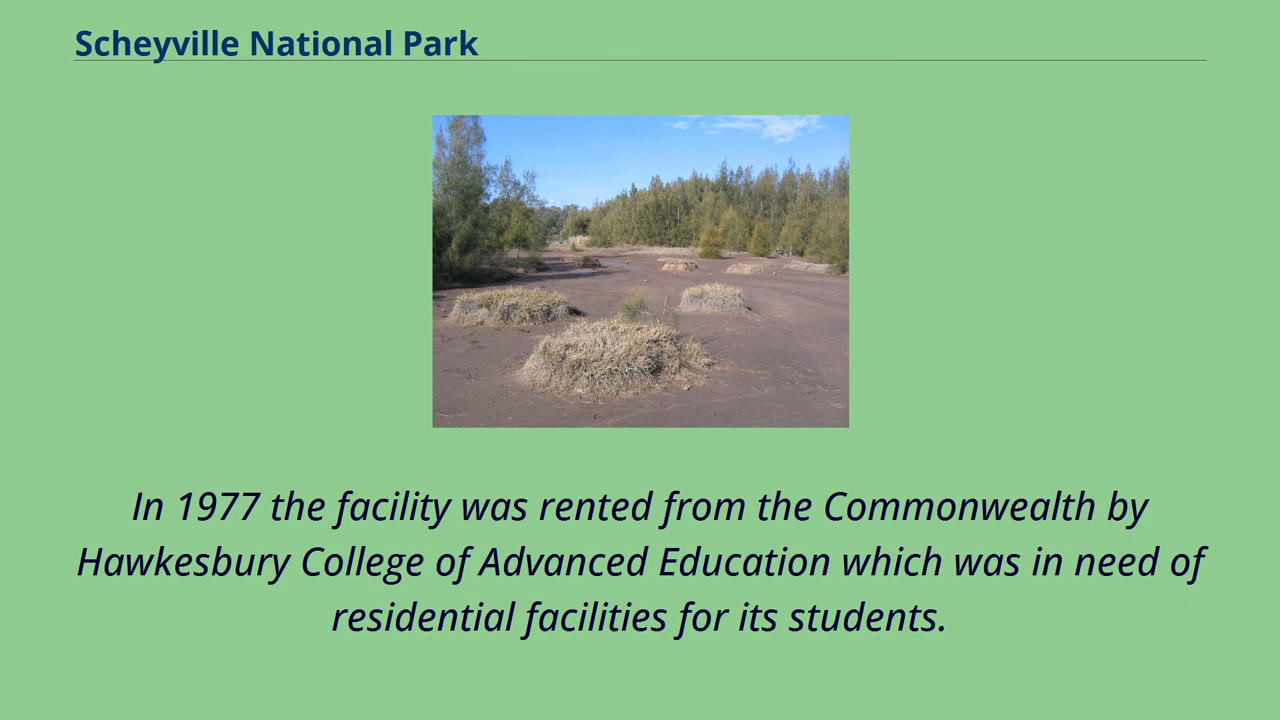 Scheyville National Park
In 1977 the facility was rented from the Commonwealth by
Hawkesbury College of Advanced Education which was in need of
residential facilities for its students.